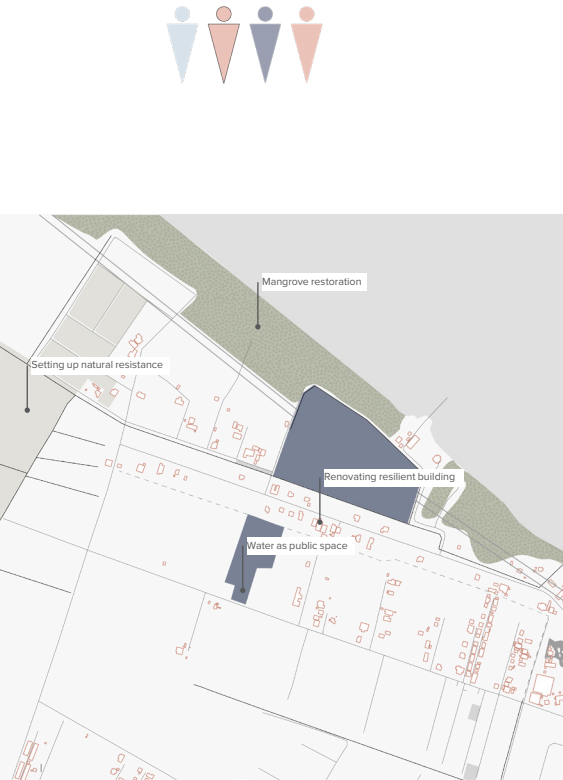 Mangrove restoration
Setting up natural resistance
Renovating resilient building
Water as public space